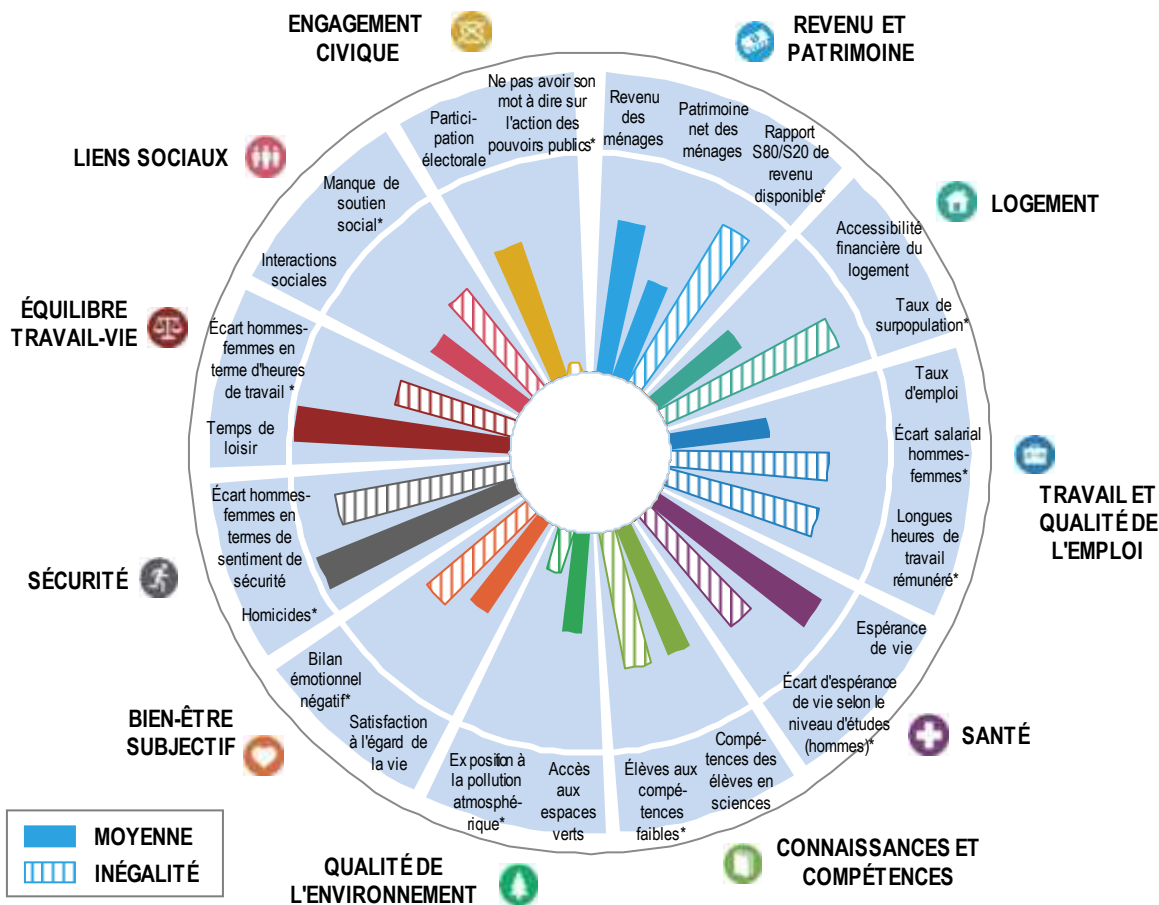 ENGAGEMENT
CIVIQUE
REVENU ET
PATRIMOINE
Partici-
pation
électorale
Ne pas avoir son
mot à dire sur
l'action des
pouvoirs publics*
Revenu
des
ménages
Patrimoine
net des
ménages
Rapport
S80/S20 de
revenu
disponible*
LIENS SOCIAUX
Manque de
soutien
social*
Interactions
sociales
LOGEMENT
Accessibilité
financière du
logement
Taux de
surpopulation*
ÉQUILIBRE
TRAVAIL-VIE
Écart hommes-
femmes en
terme d'heures
de travail *
Temps de
loisir
Taux
d'emploi
Écart salarial
hommes-
femmes*
Longues
heures de
travail
rémunéré*
TRAVAIL ET
QUALITÉ DE
L'EMPLOI
SÉCURITÉ
Écart hommes-
femmes en
termes de
sentiment de
sécurité
Homicides*
Espérance
de vie
Écart d'espérance
de vie selon le
niveau d'études
(hommes)*
SANTÉ
BIEN-ÊTRE
SUBJECTIF
Bilan
émotionnel
négatif*
Satisfaction
à l'égard de
la vie
Exposition à
la pollution
atmosphé-
rique*
Accès
aux
espaces
verts
Élèves aux
compé-
tences
faibles*
Compé-
tences des
élèves en
sciences
QUALITÉ DE
L'ENVIRONNEMENT
CONNAISSANCES ET
COMPÉTENCES
MOYENNE
INÉGALITÉ